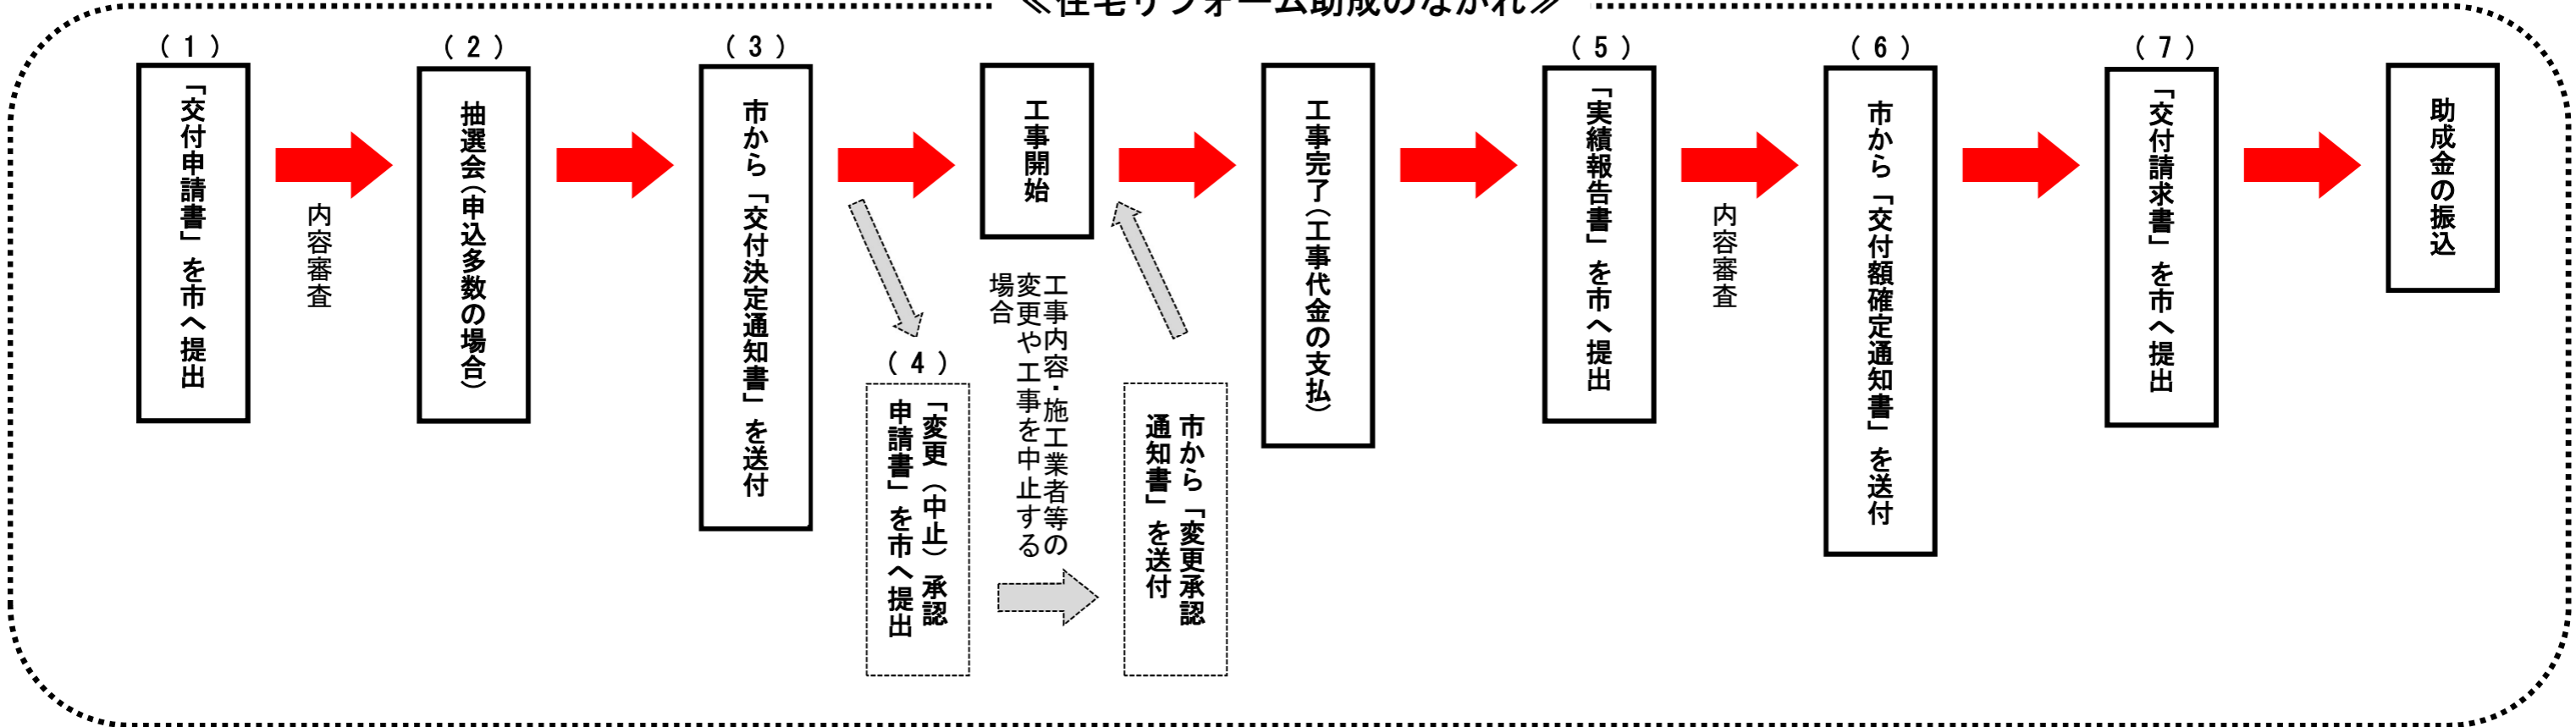 ≪住宅リフォーム助成のながれ≫
(1)
「交付申請書」を市へ提出
内容審査
(2)
抽選会(申込多数の場合)
(3)
市から「交付決定通知書」を送付
工事開始
工事内容・施工業者等の
変更や工事を中止する
場合
(4)
「変更(中止)承認
申請書」を市へ提出
市から「変更承認
通知書」を送付
工事完了(工事代金の支払)
(5)
「実績報告書」を市へ提出
内容審査
(6)
市から「交付額確定通知書」を送付
(7)
「交付請求書」を市へ提出
助成金の振込